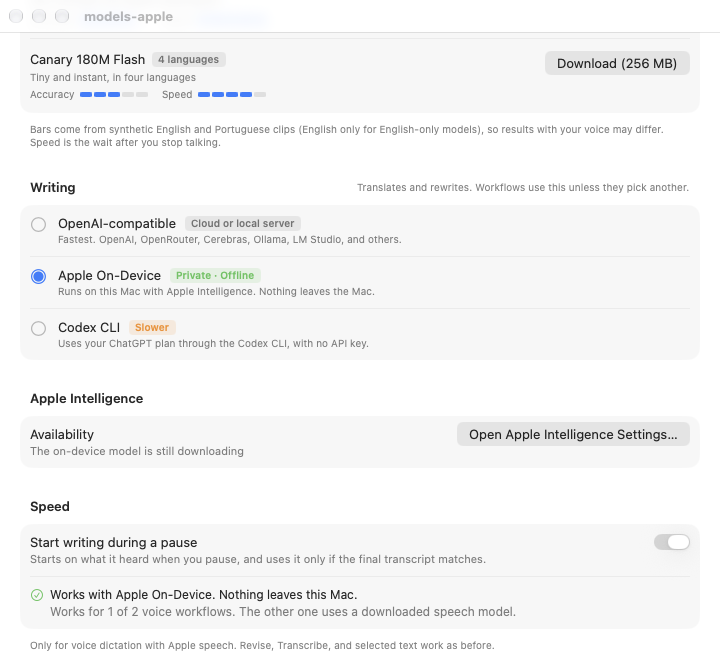 models-apple
Canary 180M Flash 4 languages
Download (256 MB)
Tiny and instant, in four languages
Accuracy Speed
Bars come from synthetic English and Portuguese clips (English only for English-only models), so results with your voice may differ.
Speed is the wait after you stop talking.
Writing
Translates and rewrites. Workflows use this unless they pick another.
OpenAI-compatible Cloud or local server
Fastest. OpenAI, OpenRouter, Cerebras, Ollama, LM Studio, and others.
Apple On-Device Private · Offline
Runs on this Mac with Apple Intelligence. Nothing leaves the Mac.
Codex CLI Slower
Uses your ChatGPT plan through the Codex CLI, with no API key.
Apple Intelligence
Availability
Open Apple Intelligence Settings...
The on-device model is still downloading
Speed
Start writing during a pause
Starts on what it heard when you pause, and uses it only if the final transcript matches.
Works with Apple On-Device. Nothing leaves this Mac.
Works for 1 of 2 voice workflows. The other one uses a downloaded speech model.
Only for voice dictation with Apple speech. Revise, Transcribe, and selected text work as before.